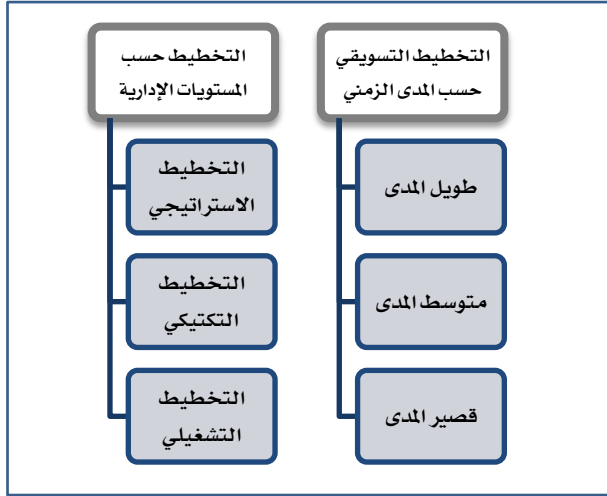 التخطيط التسويقي
حسب المدى الزمني
طويل المدى
متوسط المدى
قصير المدى
التخطيط حسب
المستويات الإدارية
التخطيط
الاستراتيجي
التخطيط
التكتيكي
التخطيط
التشغيلي